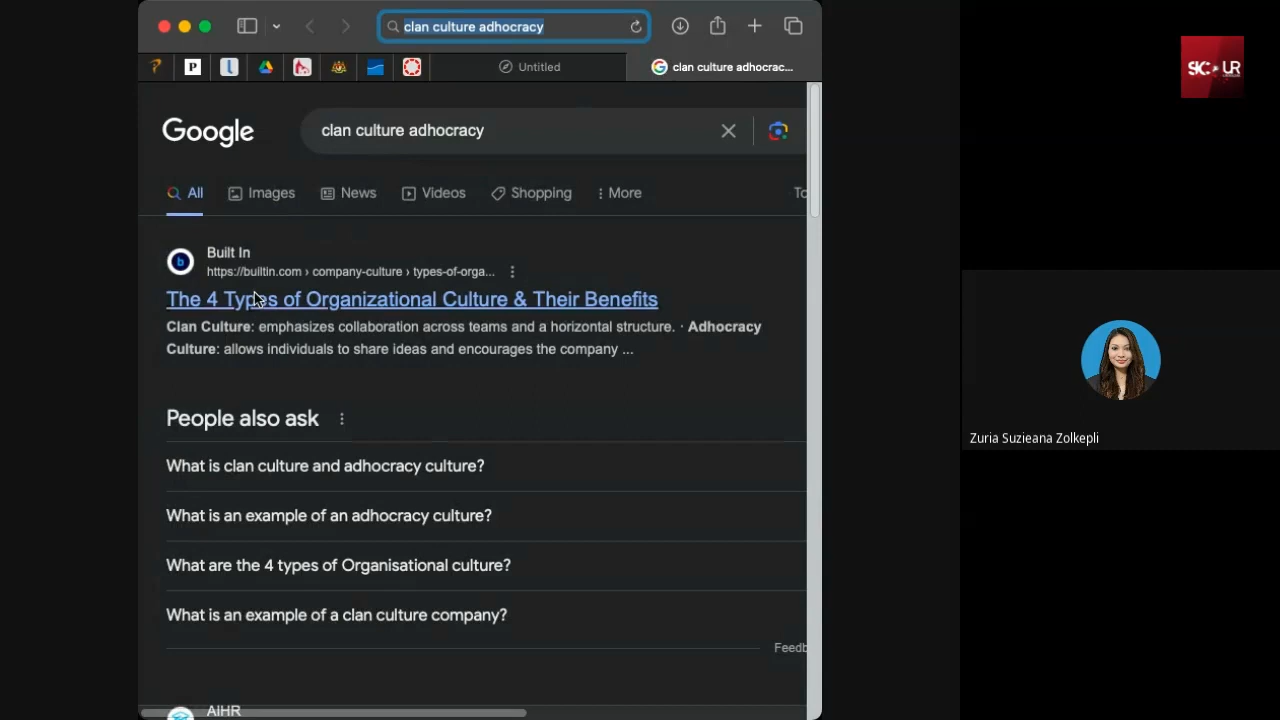 clan culture adhocracy
P
Untitled
clan culture adhocrac...
Google
clan culture adhocracy
All
Images
News
Videos
Shopping
More
Built In
https://builtin.com › company-culture › types-of-orga...
The 4 Types of Organizational Culture & Their Benefits
Clan Culture: emphasizes collaboration across teams and a horizontal structure. · Adhocracy
Culture: allows individuals to share ideas and encourages the company ...
People also ask
What is clan culture and adhocracy culture?
What is an example of an adhocracy culture?
What are the 4 types of Organisational culture?
What is an example of a clan culture company?
AIHR
Zuria Suzieana Zolkepli